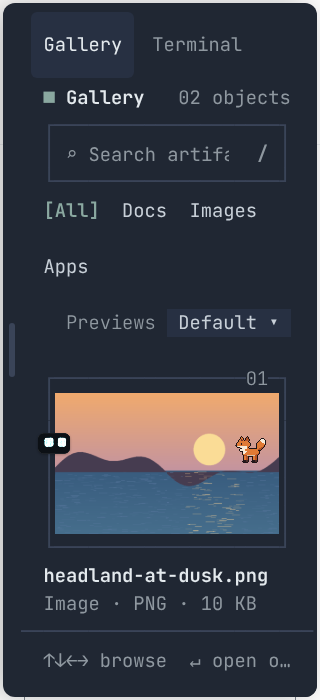 Gallery Terminal
Gallery 02 objects
Search artifa /
[All] Docs Images
Apps
Previews Default ▾
01
headland-at-dusk.png
Image · PNG · 10 KB
↑↓←→ browse ↵ open o…